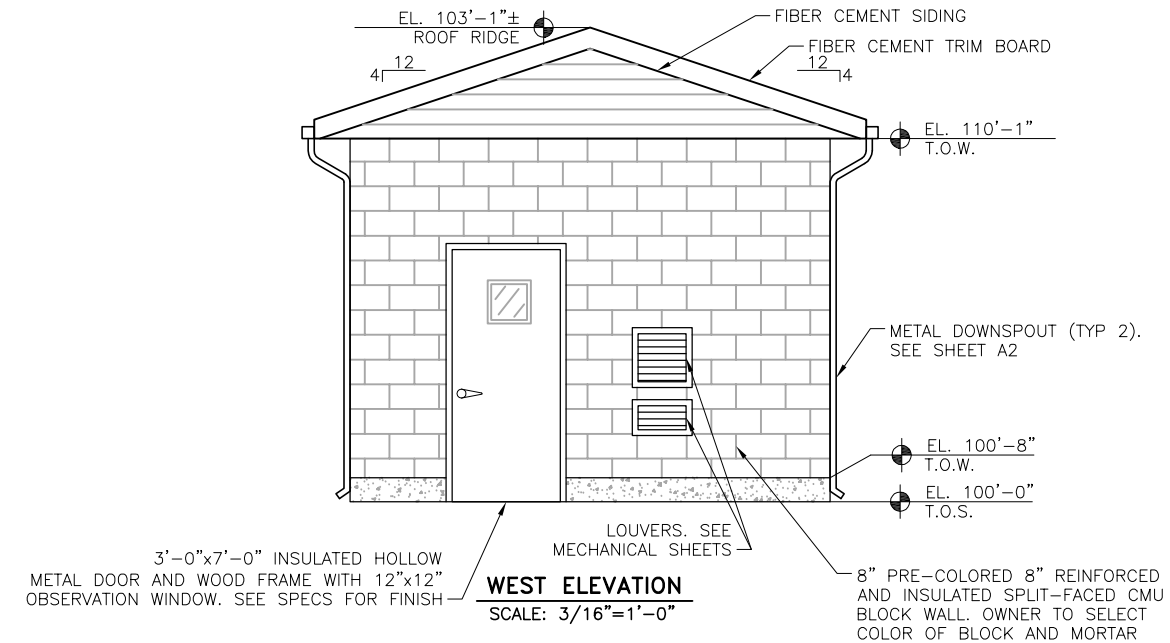 EL. 103'-1"±
ROOF RIDGE
FIBER CEMENT SIDING
FIBER CEMENT TRIM BOARD
12
4
12
4
EL. 110'-1"
T.O.W.
METAL DOWNSPOUT (TYP 2).
SEE SHEET A2
EL. 100'-8"
T.O.W.
EL. 100'-0"
T.O.S.
LOUVERS. SEE
MECHANICAL SHEETS
3'-0"x7'-0" INSULATED HOLLOW
METAL DOOR AND WOOD FRAME WITH 12"x12"
OBSERVATION WINDOW. SEE SPECS FOR FINISH
WEST ELEVATION
SCALE: 3/16"=1'-0"
8" PRE-COLORED 8" REINFORCED
AND INSULATED SPLIT-FACED CMU
BLOCK WALL. OWNER TO SELECT
COLOR OF BLOCK AND MORTAR